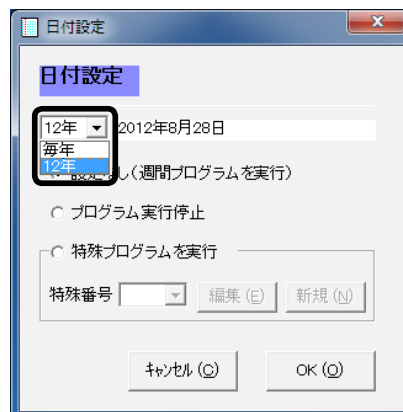 日付設定
日付設定
12年 2012年8月28日
毎年
12年
し(週間プログラムを実行)
プログラム実行停止
特殊プログラムを実行
特殊番号 編集(E) 新規(N)
キャンセル(C) OK(O)